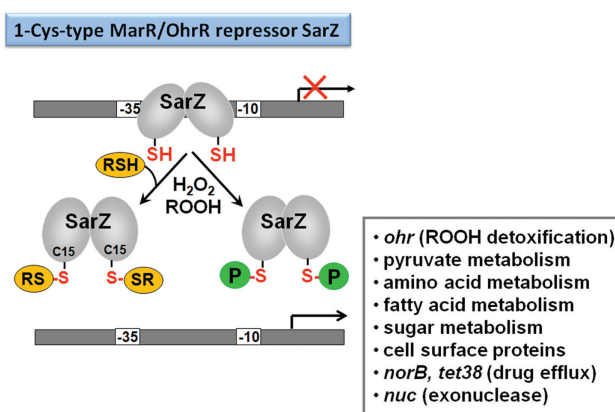 1-Cys-type MarR/OhrR repressor SarZ
-35
SarZ
-10
SH
SH
RSH
H₂O₂
ROOH
SarZ
C15
C15
RS-S
S-SR
SarZ
P-S
S-P
-35
-10
• ohr (ROOH detoxification)
• pyruvate metabolism
• amino acid metabolism
• fatty acid metabolism
• sugar metabolism
• cell surface proteins
• norB, tet38 (drug efflux)
• nuc (exonuclease)